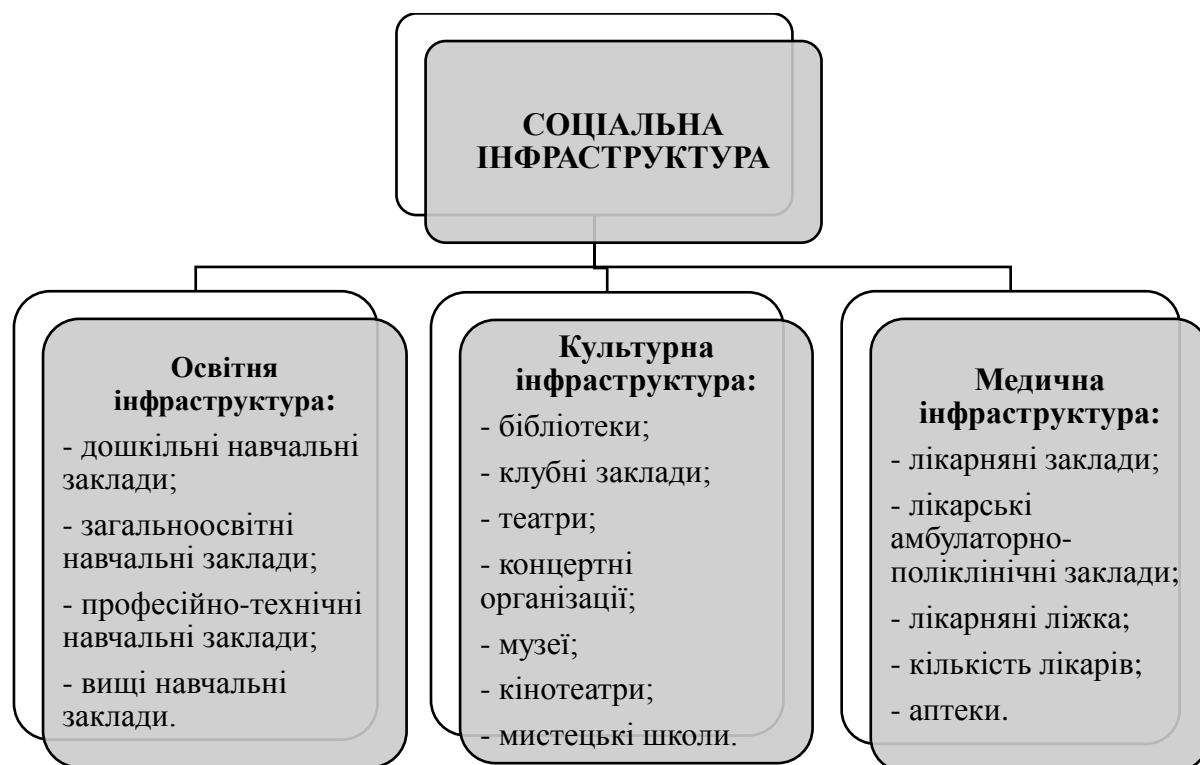 СОЦІАЛЬНА
ІНФРАСТРУКТУРА
Освітня
інфраструктура:
- дошкільні навчальні
заклади;
- загальноосвітні
навчальні заклади;
- професійно-технічні
навчальні заклади;
- вищі навчальні
заклади.
Культурна
інфраструктура:
- бібліотеки;
- клубні заклади;
- театри;
- концертні
організації;
- музеї;
- кінотеатри;
- мистецькі школи.
Медична
інфраструктура:
- лікарняні заклади;
- лікарські
амбулаторно-
поліклінічні заклади;
- лікарняні ліжка;
- кількість лікарів;
- аптеки.